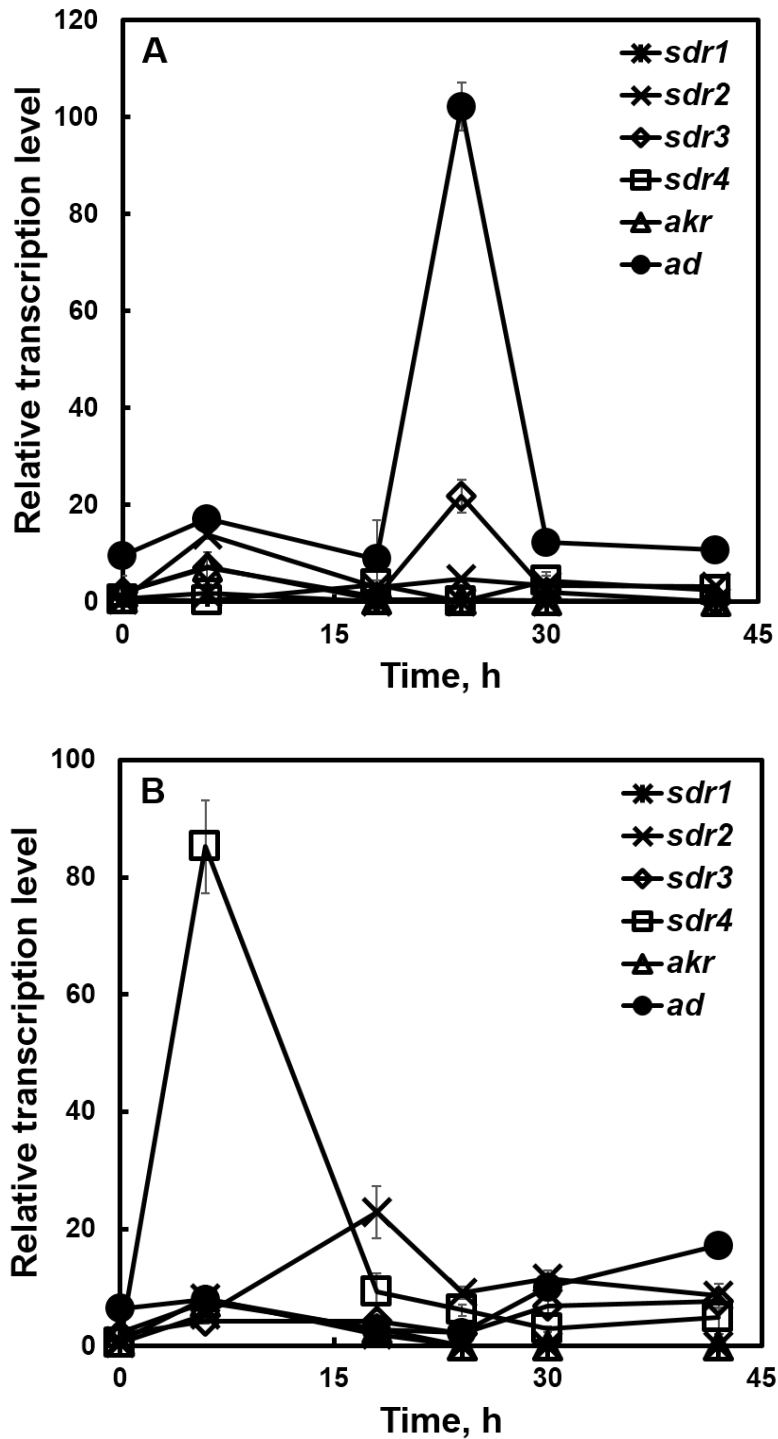 120
A
sdr1
sdr2
100
sdr3
sdr4
80
akr
ad
60
40
20
0
0 15 30 45
Relative transcription level
Time, h
100
B
sdr1
sdr2
80
sdr3
sdr4
akr
60
ad
40
20
0
0 15 30 45
Relative transcription level
Time, h